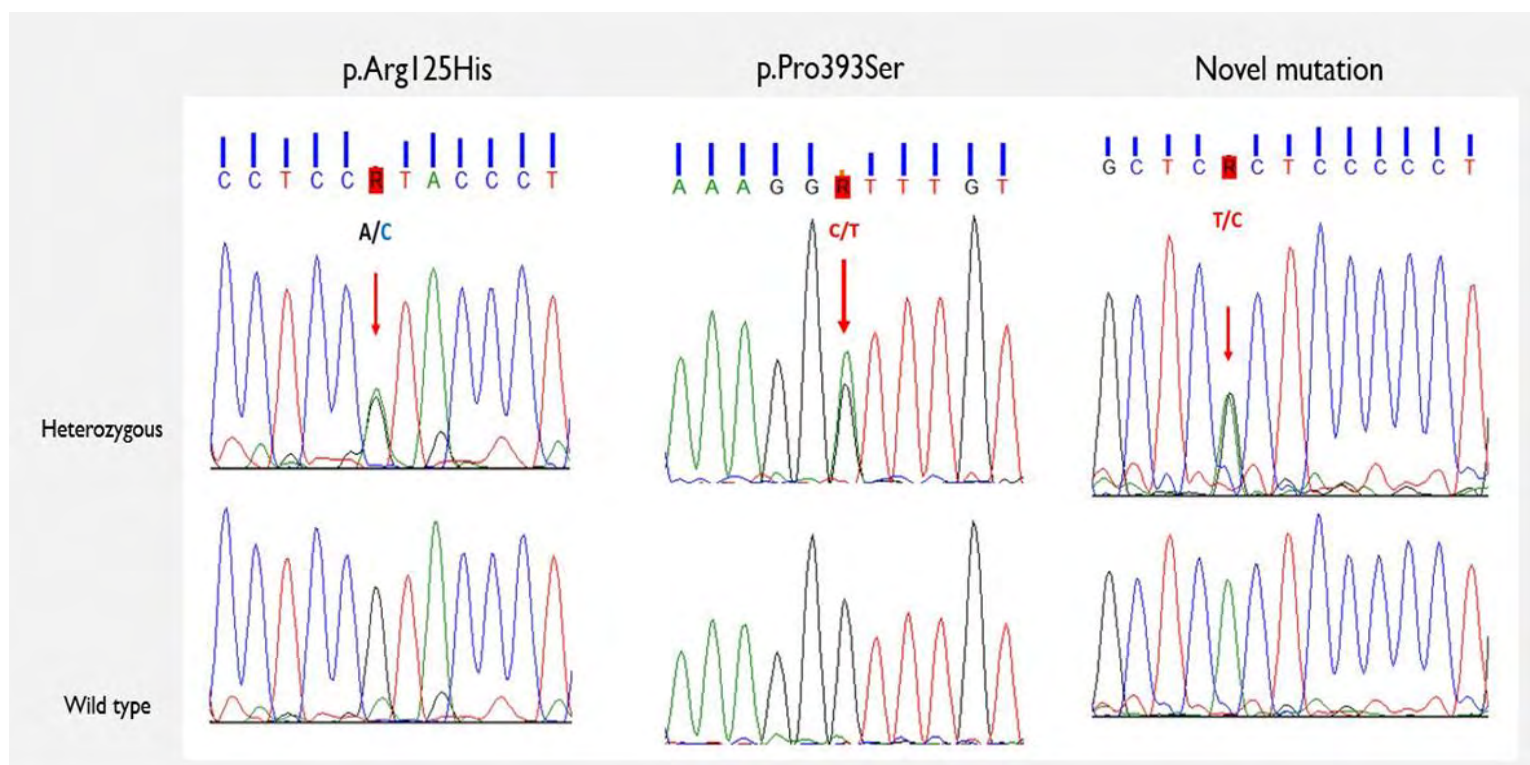 p.Arg125His p.Pro393Ser Novel mutation
C C T C C R T A C C C T
A A A G G R T T T G T
G C T C R C T C C C C C T
A/C
C/T
T/C
Heterozygous
Wild type